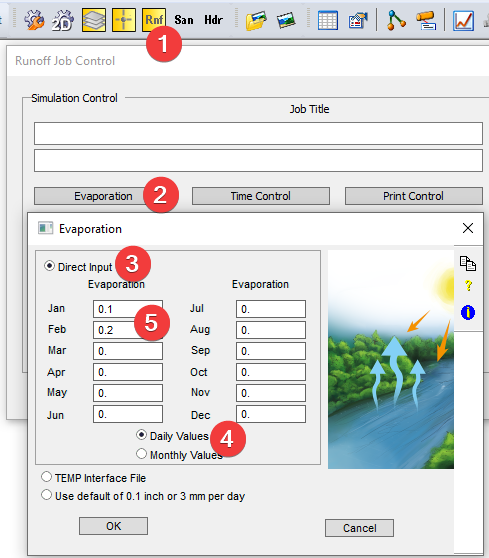 t 2D Rnf San Hdr
1
Runoff Job Control
Simulation Control
Job Title
Evaporation 2 Time Control Print Control
Evaporation
Direct Input 3
Evaporation Evaporation
Jan 0.1 Jul 0.
Feb 0.2 5 Aug 0.
Mar 0. Sep 0.
Apr 0. Oct 0.
May 0. Nov 0.
Jun 0. Dec 0.
Daily Values 4
Monthly Values
TEMP Interface File
Use default of 0.1 inch or 3 mm per day
OK Cancel